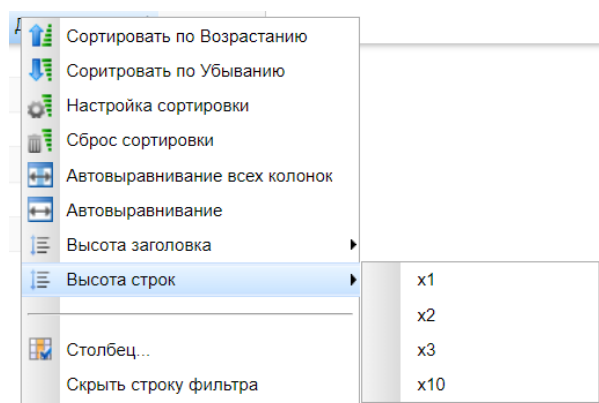 Сортировать по Возрастанию
Соритровать по Убыванию
Настройка сортировки
Сброс сортировки
Автовыравнивание всех колонок
Автовыравнивание
Высота заголовка
Высота строк
x1
x2
x3
x10
Столбец...
Скрыть строку фильтра